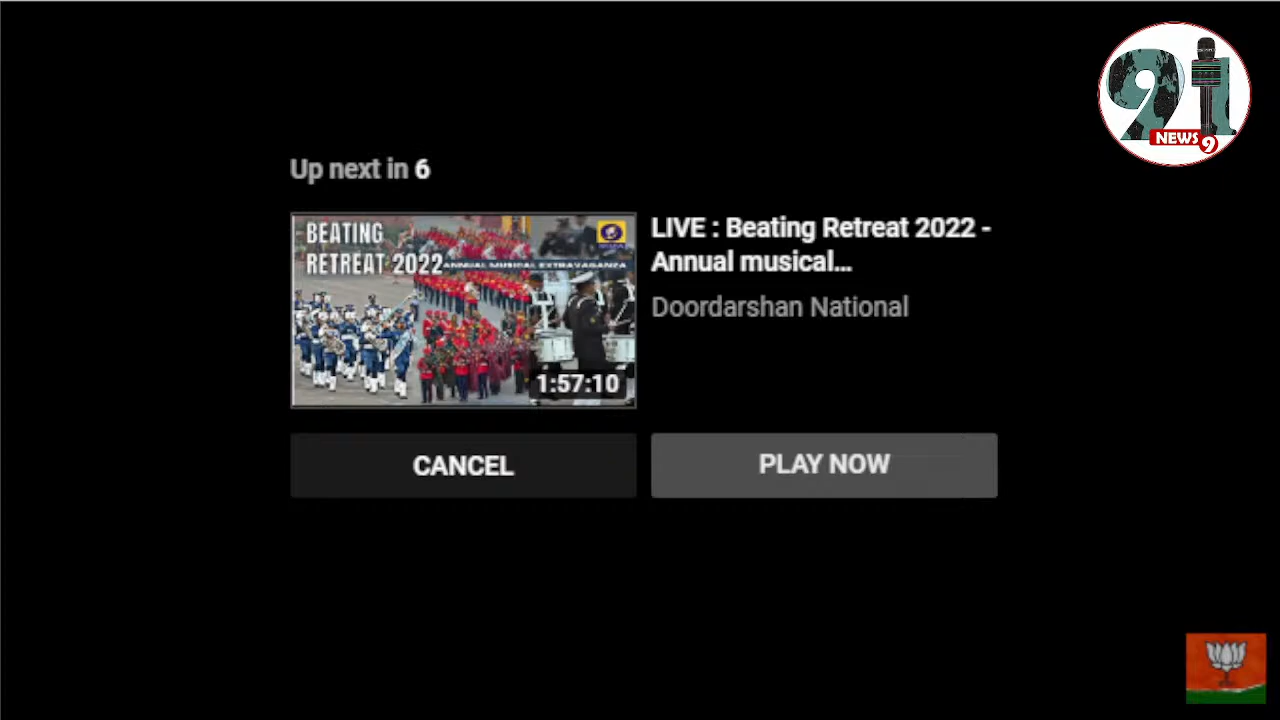 91
NEWS 9
Up next in 6
BEATING
RETREAT 2022
ANNUAL MUSICAL EXTRAVAGANZA
1:57:10
LIVE : Beating Retreat 2022 -
Annual musical...
Doordarshan National
CANCEL
PLAY NOW